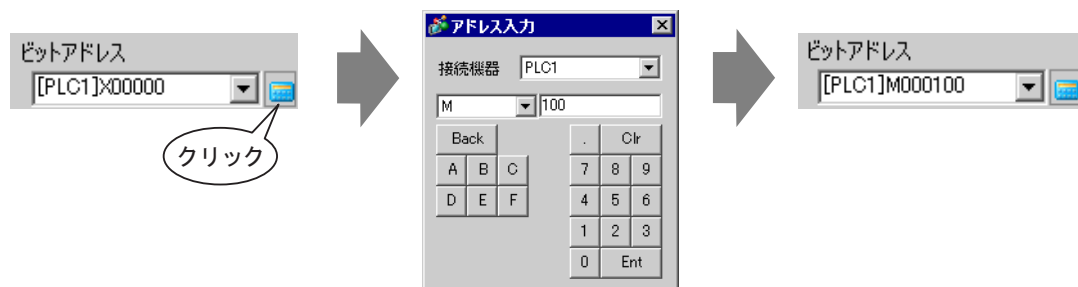 ビットアドレス
[PLC1]X00000
クリック
アドレス入力
接続機器 PLC1
M 100
Back . Clr
A B C 7 8 9
D E F 4 5 6
1 2 3
0 Ent
ビットアドレス
[PLC1]M000100